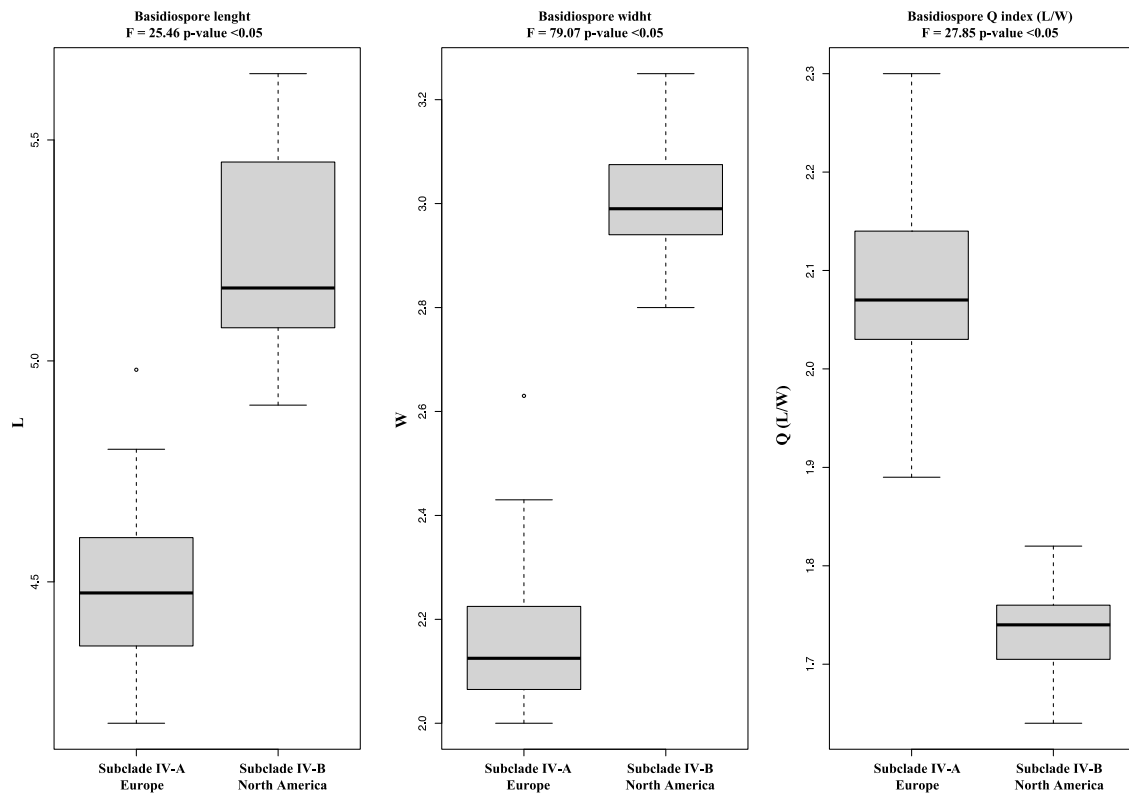 Basidiospore lenght
F = 25.46 p-value <0.05
L
5.5
5.0
4.5
Subclade IV-A
Europe
Subclade IV-B
North America
Basidiospore widht
F = 79.07 p-value <0.05
W
3.2
3.0
2.8
2.6
2.4
2.2
2.0
Subclade IV-A
Europe
Subclade IV-B
North America
Basidiospore Q index (L/W)
F = 27.85 p-value <0.05
Q (L/W)
2.3
2.2
2.1
2.0
1.9
1.8
1.7
Subclade IV-A
Europe
Subclade IV-B
North America